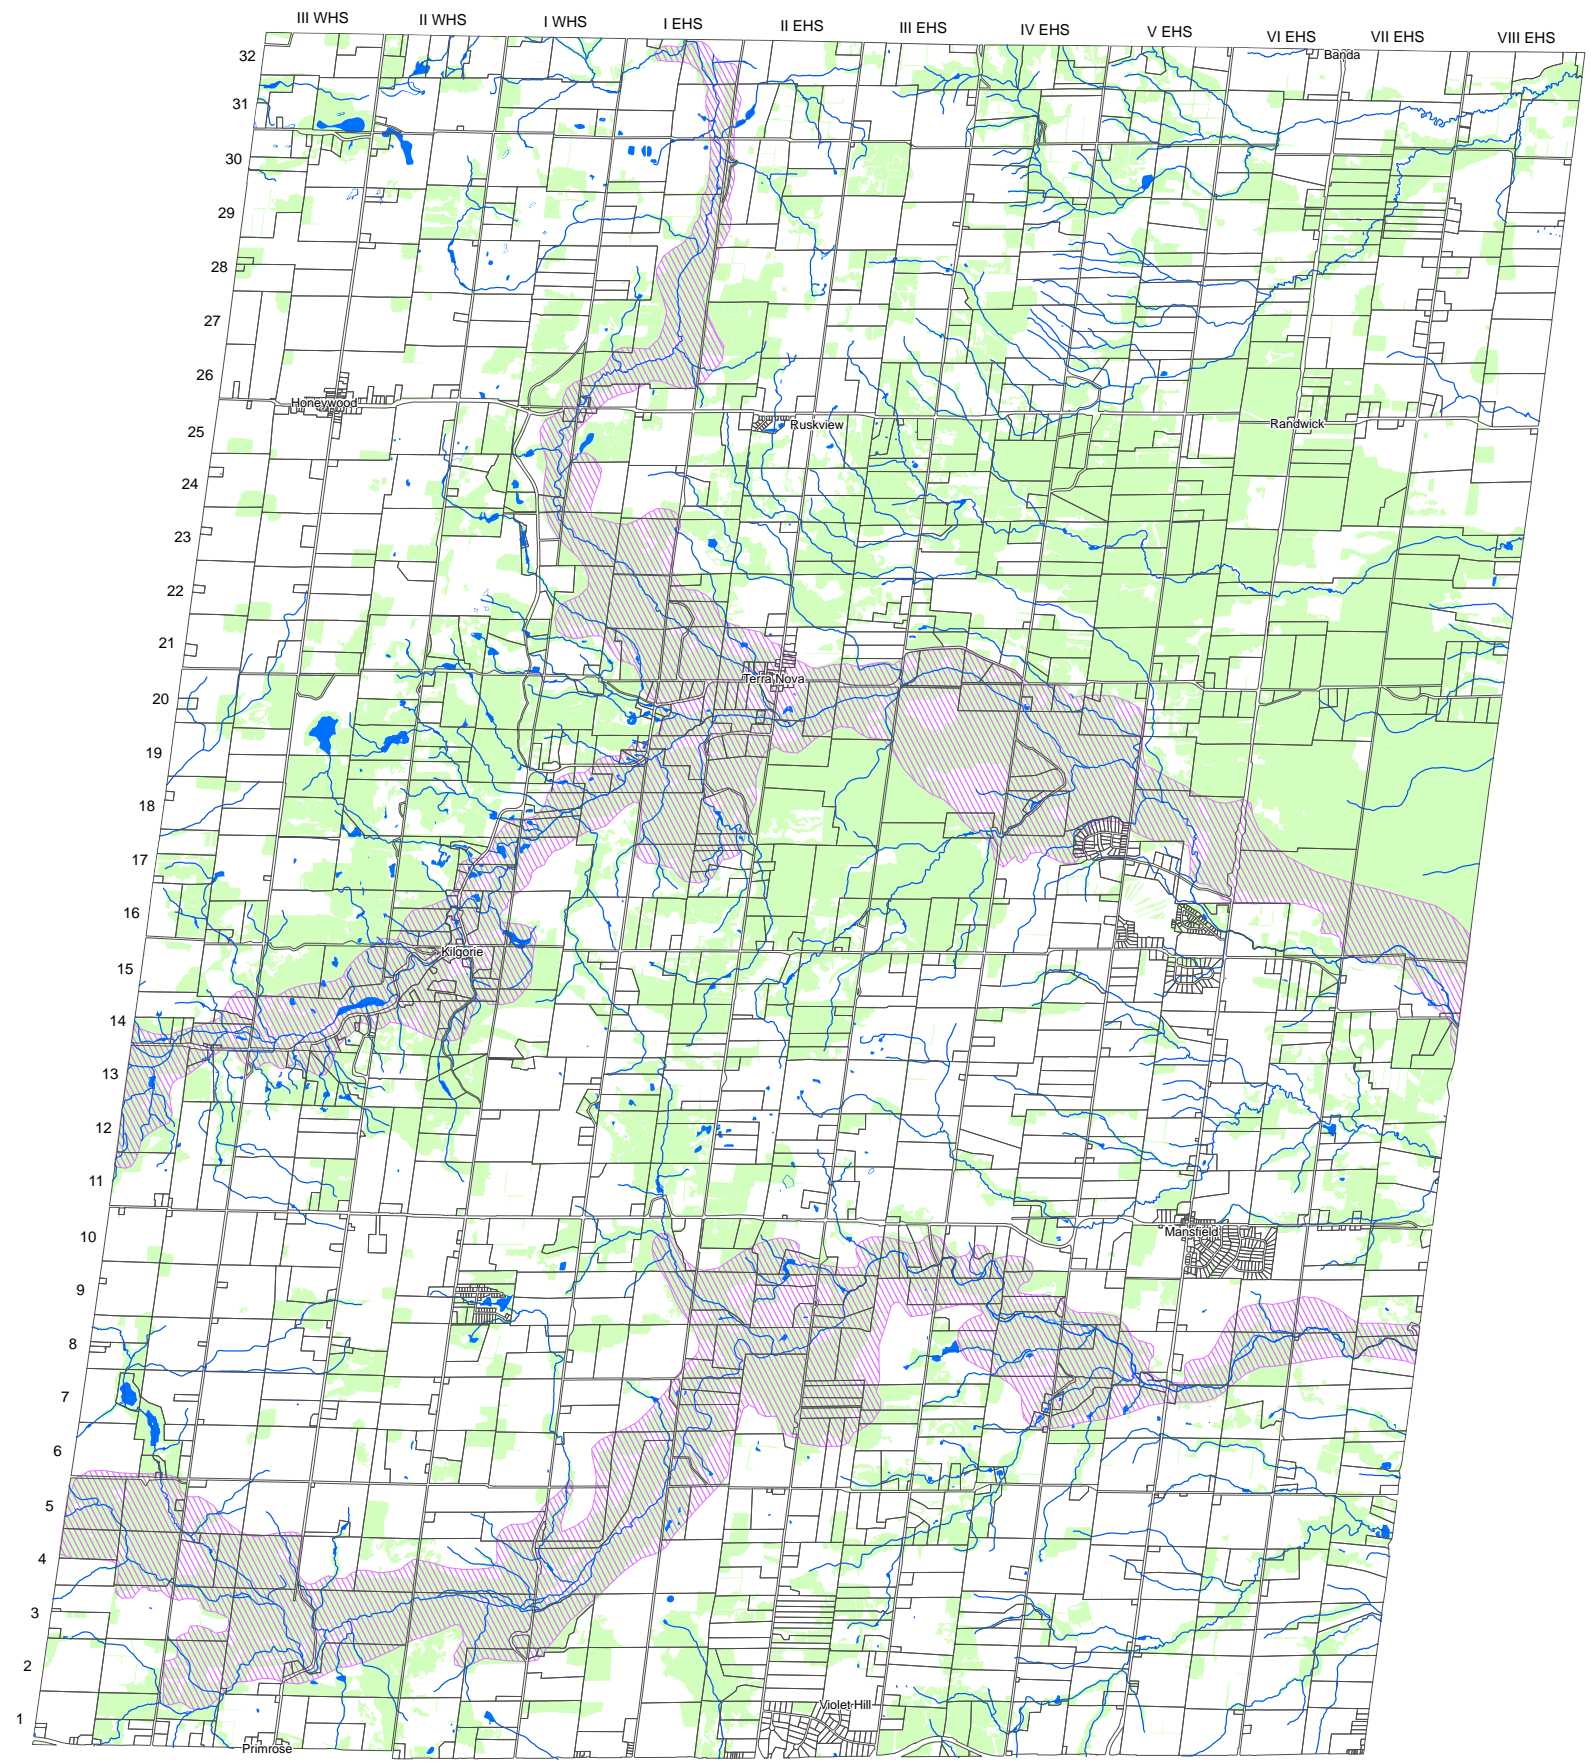 III WHS
II WHS
I WHS
I EHS
II EHS
III EHS
IV EHS
V EHS
VI EHS
VII EHS
VIII EHS
32
Banda
31
30
29
28
27
26
Honeywood
25
Ruskview
Randwick
24
23
22
21
Terra Nova
20
19
18
17
16
Kilgorie
15
14
13
12
11
10
Mansfield
9
8
7
6
5
4
3
2
Violet Hill
1
Primrose